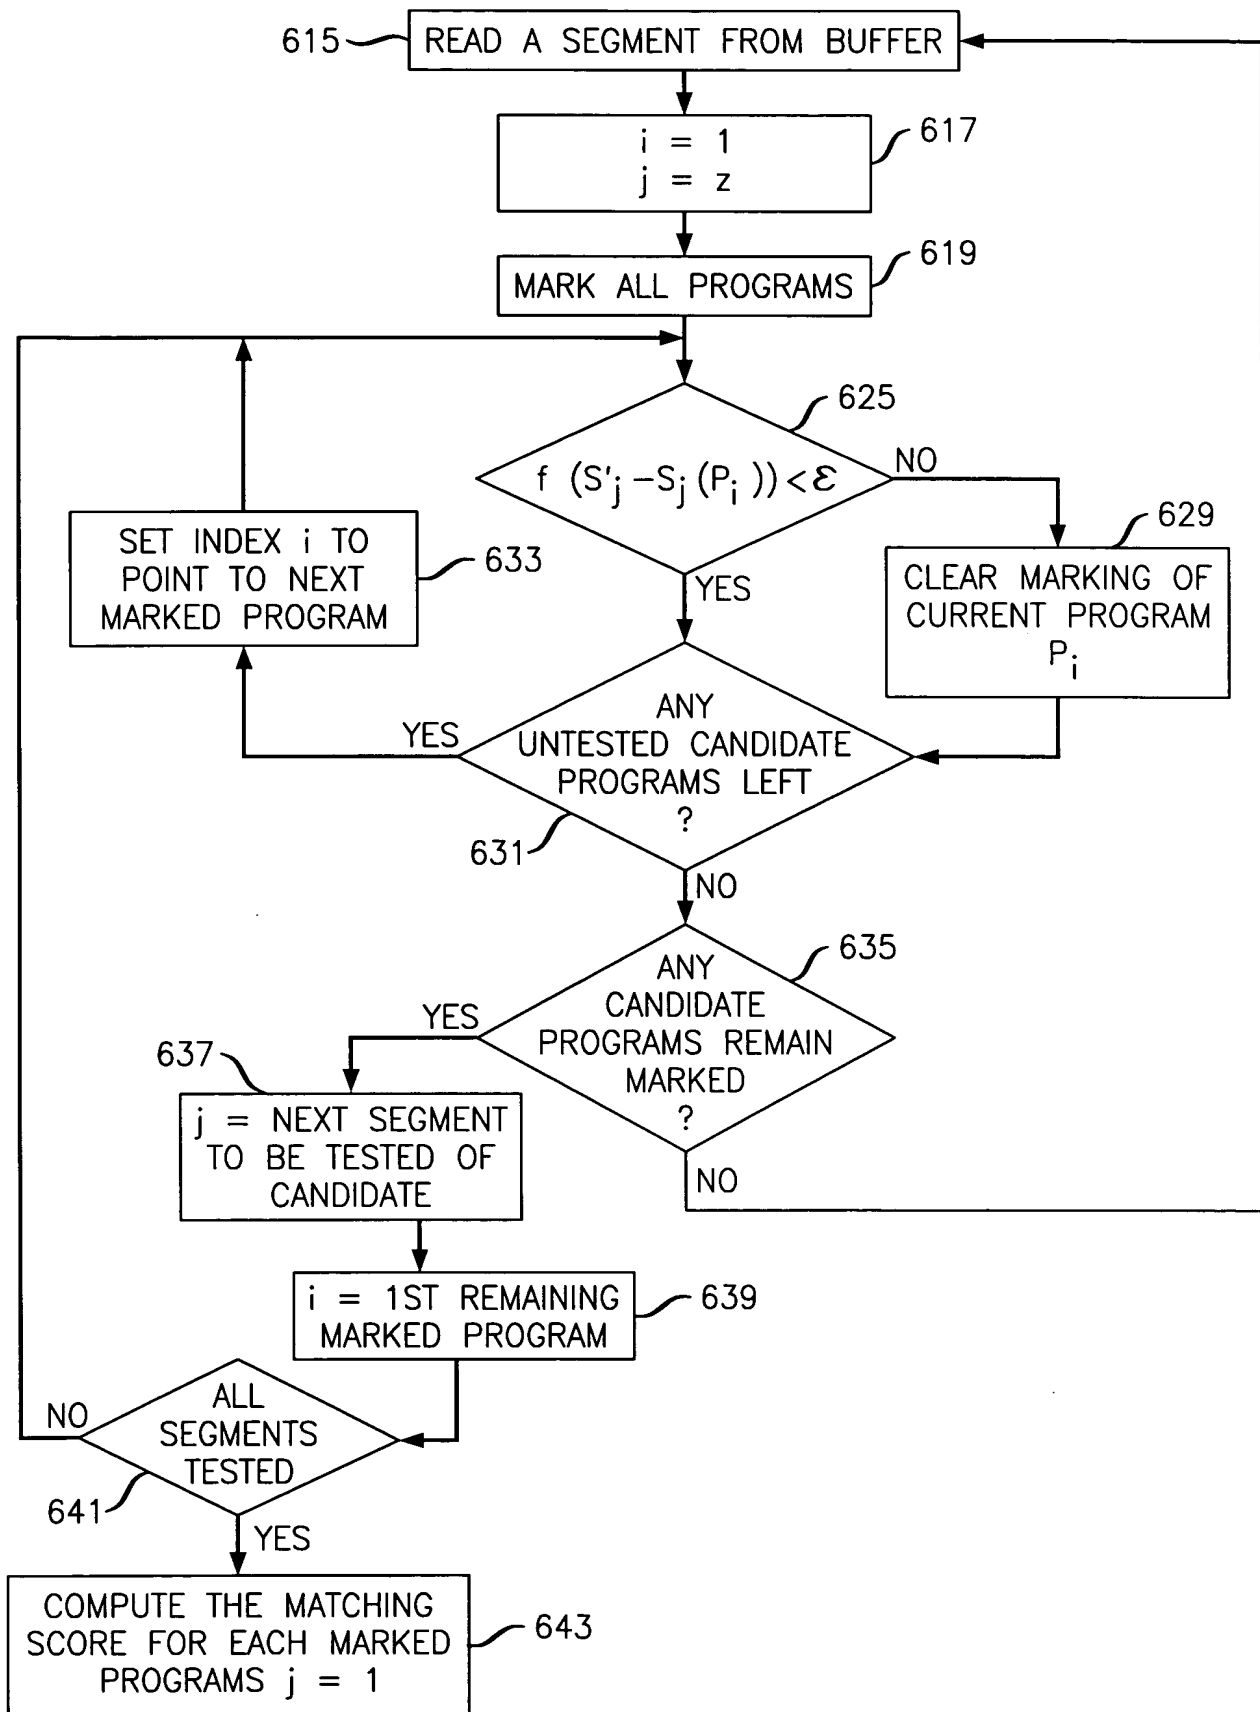 615
READ A SEGMENT FROM BUFFER
i = 1
j = z
617
619
MARK ALL PROGRAMS
625
f (S'j – Sj (Pi )) < ε
NO
YES
SET INDEX i TO
POINT TO NEXT
MARKED PROGRAM
633
629
CLEAR MARKING OF
CURRENT PROGRAM
Pi
YES
ANY
UNTESTED CANDIDATE
PROGRAMS LEFT
?
631
NO
635
ANY
CANDIDATE
PROGRAMS REMAIN
MARKED
?
YES
NO
637
j = NEXT SEGMENT
TO BE TESTED OF
CANDIDATE
i = 1ST REMAINING
MARKED PROGRAM
639
ALL
SEGMENTS
TESTED
NO
641
YES
COMPUTE THE MATCHING
SCORE FOR EACH MARKED
PROGRAMS j = 1
643